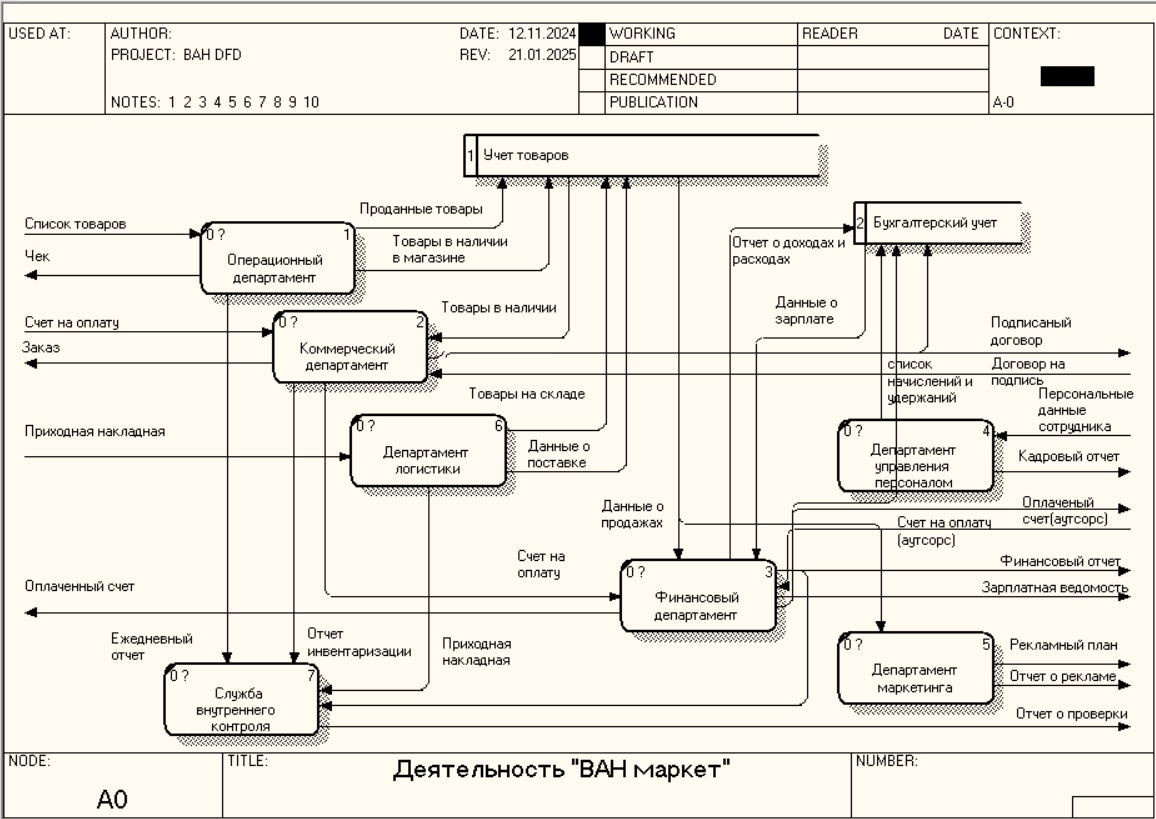 USED AT:
AUTHOR:
DATE: 12.11.2024
WORKING
READER
DATE
CONTEXT:
PROJECT: ВАН DFD
REV: 21.01.2025
DRAFT
RECOMMENDED
NOTES: 1 2 3 4 5 6 7 8 9 10
PUBLICATION
A-0
1
Учет товаров
Проданные товары
Список товаров
0 ?
1
Операционный
департамент
Чек
Товары в наличии
в магазине
2
Бухгалтерский учет
Отчет о доходах и
расходах
Товары в наличии
Данные о
зарплате
Счет на оплату
0 ?
2
Коммерческий
департамент
Заказ
Подписаный
договор
список
начислений и
удержаний
Договор на
подпись
Товары на складе
Персональные
данные
сотрудника
Приходная накладная
0 ?
6
Департамент
логистики
Данные о
поставке
0 ?
4
Департамент
управления
персоналом
Кадровый отчет
Данные о
продажах
Оплаченый
счет(аутсорс)
Счет на оплату
(аутсорс)
Счет на
оплату
Финансовый отчет
Оплаченный счет
0 ?
3
Финансовый
департамент
Зарплатная ведомость
Ежедневный
отчет
Отчет
инвентаризации
Приходная
накладная
0 ?
5
Департамент
маркетинга
Рекламный план
Отчет о рекламе
0 ?
7
Служба
внутреннего
контроля
Отчет о проверки
NODE:
TITLE:
NUMBER:
A0
Деятельность "ВАН маркет"